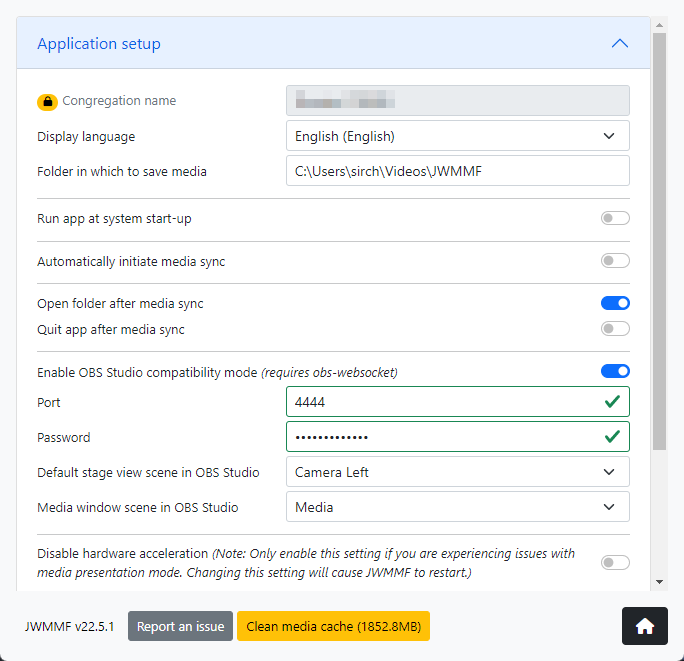 Application setup
Congregation name
Display language
English (English)
Folder in which to save media
C:\Users\sirch\Videos\JWMMF
Run app at system start-up
Automatically initiate media sync
Open folder after media sync
Quit app after media sync
Enable OBS Studio compatibility mode (requires obs-websocket)
Port
4444
Password
•••••••••••••
Default stage view scene in OBS Studio
Camera Left
Media window scene in OBS Studio
Media
Disable hardware acceleration (Note: Only enable this setting if you are experiencing issues with
media presentation mode. Changing this setting will cause JWMMF to restart.)
JWMMF v22.5.1
Report an issue
Clean media cache (1852.8MB)